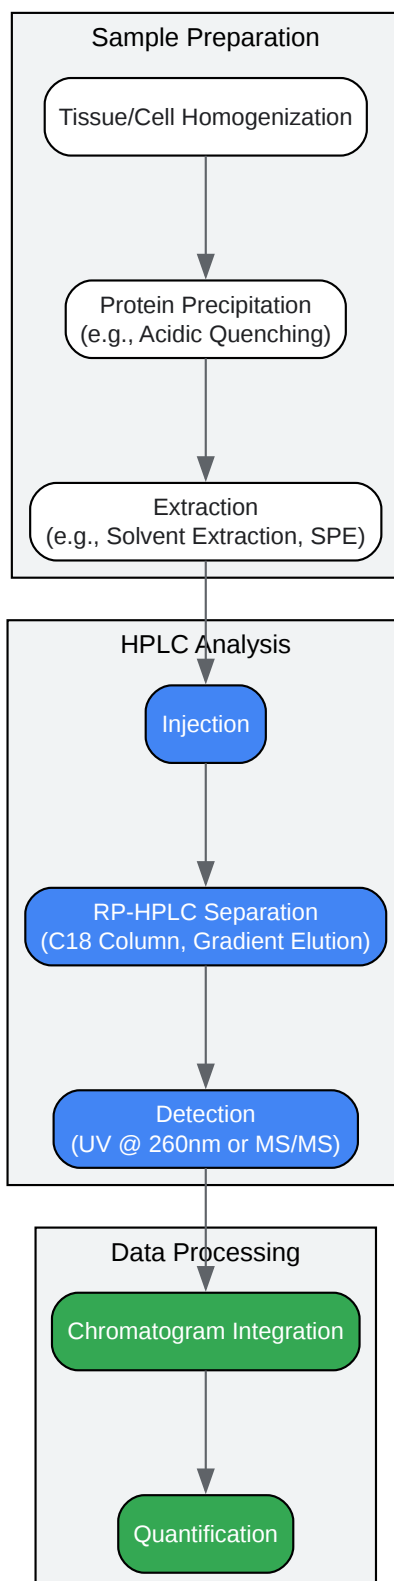 Sample Preparation
Tissue/Cell Homogenization
Protein Precipitation
(e.g., Acidic Quenching)
Extraction
(e.g., Solvent Extraction, SPE)
HPLC Analysis
Injection
RP-HPLC Separation
(C18 Column, Gradient Elution)
Detection
(UV @ 260nm or MS/MS)
Data Processing
Chromatogram Integration
Quantification